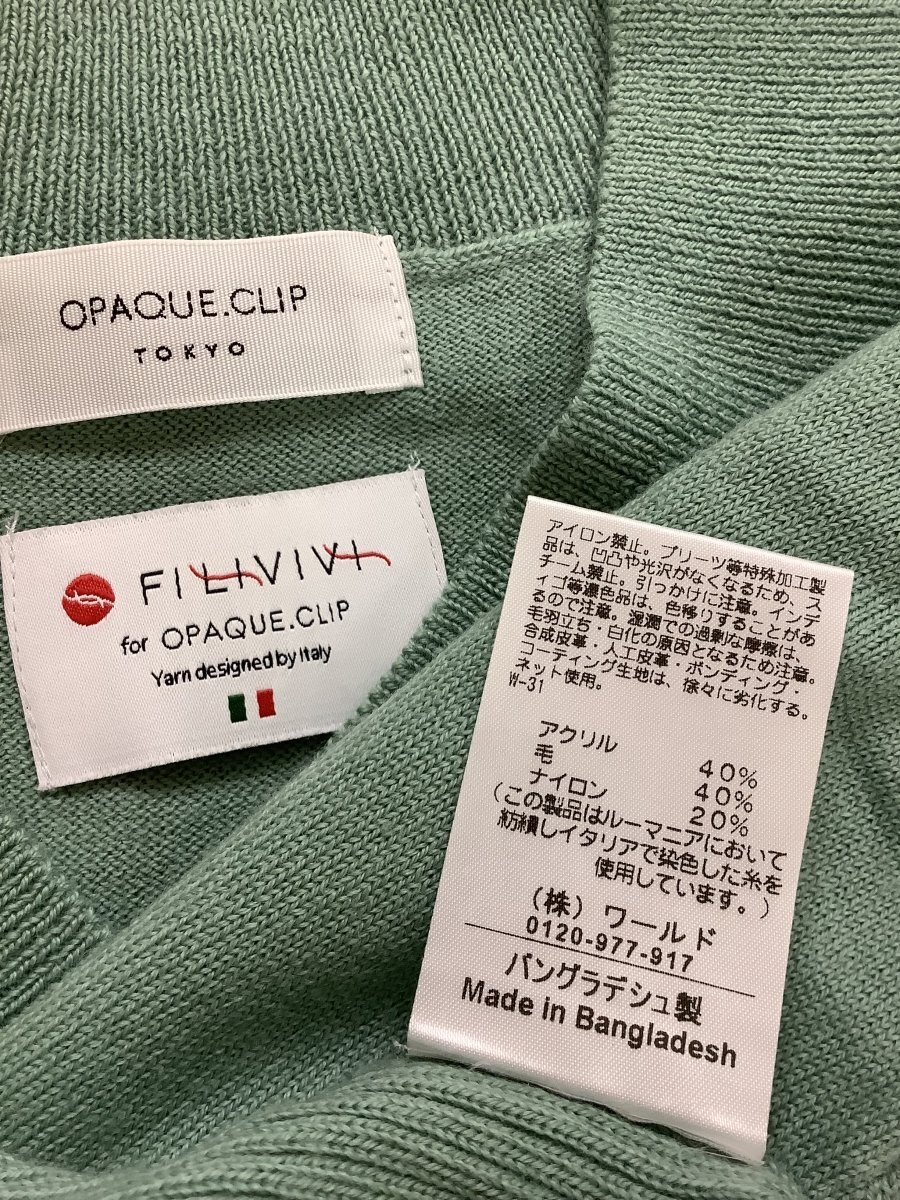 OPAQUE.CLIP
TOKYO
FILIVIVI
for OPAQUE.CLIP
Yarn designed by Italy
アイロン禁止。プリーツ等特殊加工製
品は、凹凸や光沢がなくなるため、ス
チーム禁止。引っかけに注意。インデ
ィゴ等濃色品は、色移りすることがあ
るので注意。湿潤での過剰な摩擦は、
毛羽立ち・白化の原因となるため注意。
合成皮革・人工皮革・ボンディング・
コーティング生地は、徐々に劣化する。
ネット使用。
W-31
アクリル 40%
毛 40%
ナイロン 20%
(この製品はルーマニアにおいて
紡績しイタリアで染色した糸を
使用しています。)
(株) ワールド
0120-977-917
バングラデシュ製
Made in Bangladesh